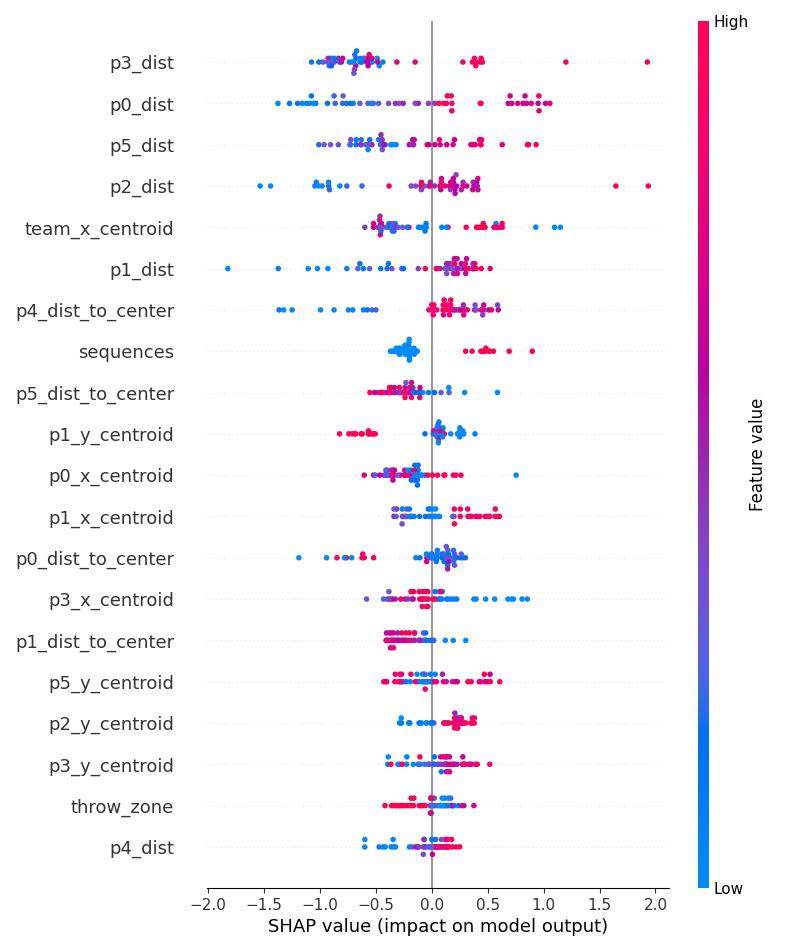 High
p3_dist
p0_dist
p5_dist
p2_dist
team_x_centroid
p1_dist
p4_dist_to_center
sequences
p5_dist_to_center
p1_y_centroid
p0_x_centroid
p1_x_centroid
p0_dist_to_center
p3_x_centroid
p1_dist_to_center
p5_y_centroid
p2_y_centroid
p3_y_centroid
throw_zone
p4_dist
Feature value
Low
−2.0 −1.5 −1.0 −0.5 0.0 0.5 1.0 1.5 2.0
SHAP value (impact on model output)